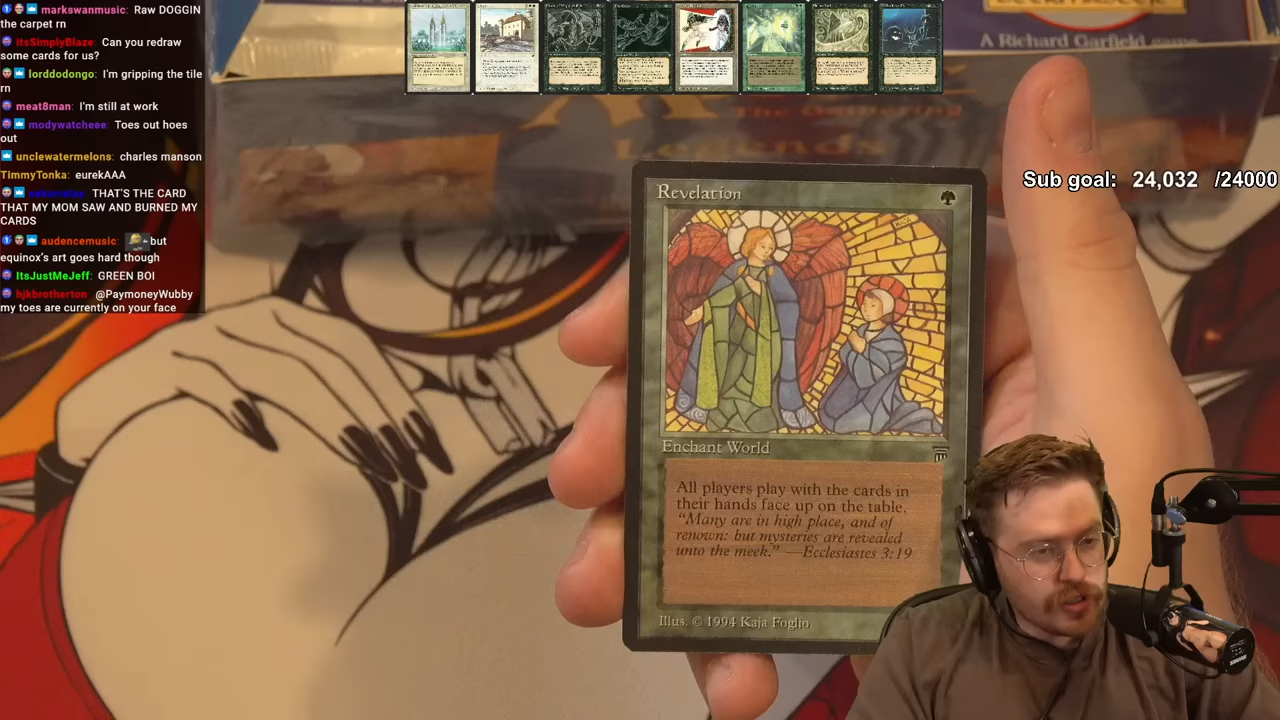 markswanmusic: Raw DOGGIN
the carpet rn
itsSimplyBlaze: Can you redraw
some cards for us?
lorddodongo: I'm gripping the tile
rn
meat8man: I'm still at work
modywatcheee: Toes out hoes
out
unclewatermelons: charles manson
TimmyTonka: eurekAAA
THAT'S THE CARD
THAT MY MOM SAW AND BURNED MY
CARDS
audencemusic: but
equinox's art goes hard though
ItsJustMeJeff: GREEN BOI
hjkbrotherton: @PaymoneyWubby
my toes are currently on your face
A Richard Garfield game
The Gathering
Legends
Sub goal: 24,032 /24000
Revelation
Enchant World
All players play with the cards in
their hands face up on the table.
"Many are in high place, and of
renown: but mysteries are revealed
unto the meek." —Ecclesiastes 3:19
Illus. © 1994 Kaja Foglio